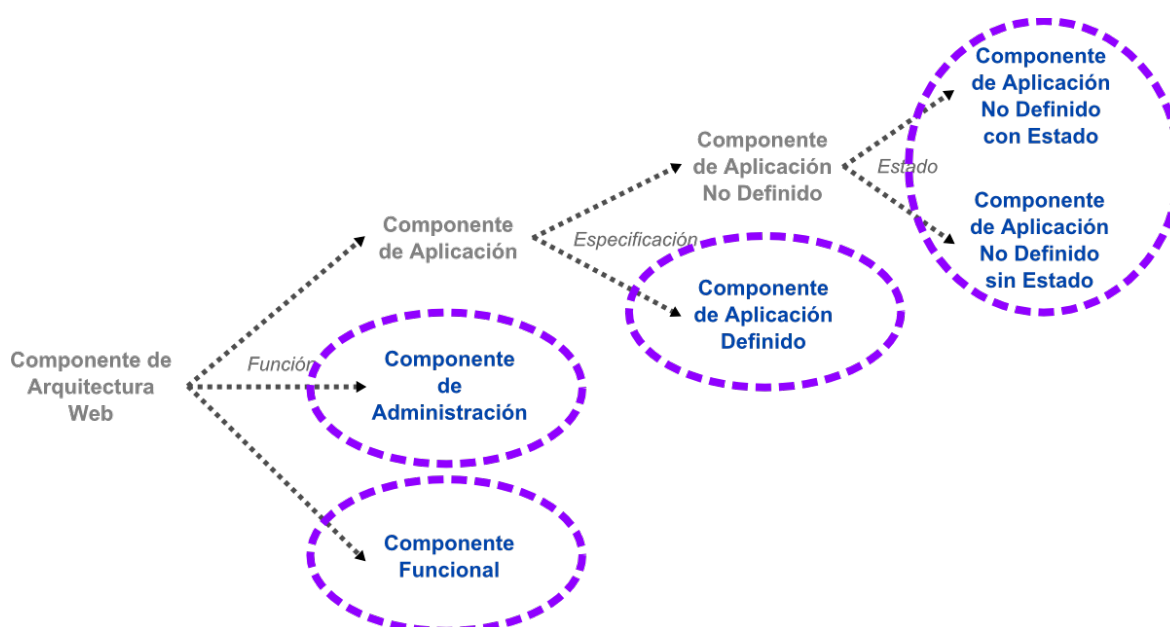 Componente
de Aplicación
No Definido
con Estado
Componente
de Aplicación
No Definido
Estado
Componente
de Aplicación
No Definido
sin Estado
Componente
de Aplicación
Especificación
Componente
de Aplicación
Definido
Componente de
Arquitectura
Web
Función
Componente
de
Administración
Componente
Funcional